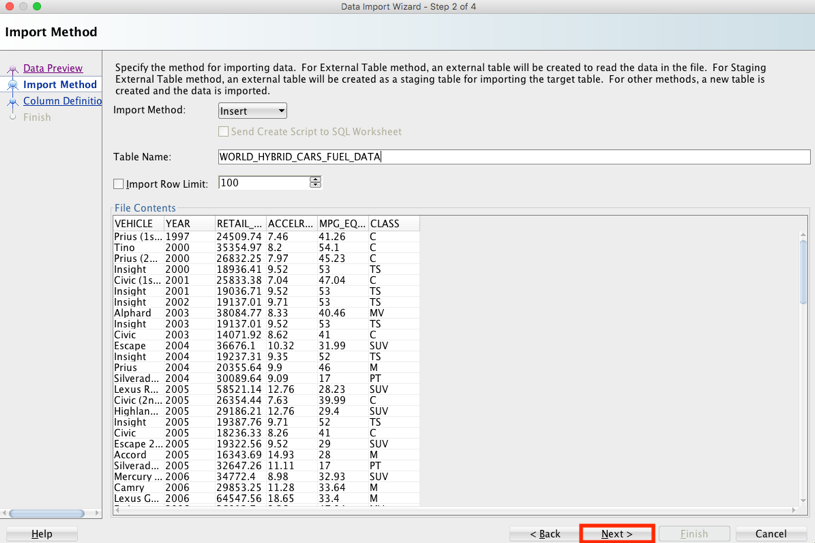 Data Import Wizard - Step 2 of 4
Import Method
Data Preview
Import Method
Column Definitio
Finish
Specify the method for importing data. For External Table method, an external table will be created to read the data in the file. For Staging
External Table method, an external table will be created as a staging table for importing the target table. For other methods, a new table is
created and the data is imported.
Import Method: Insert
Send Create Script to SQL Worksheet
Table Name: WORLD_HYBRID_CARS_FUEL_DATA
Import Row Limit: 100
File Contents
VEHICLE YEAR RETAIL_... ACCELR... MPG_EQ... CLASS
Prius (1s... 1997 24509.74 7.46 41.26 C
Tino 2000 35354.97 8.2 54.1 C
Prius (2... 2000 26832.25 7.97 45.23 C
Insight 2000 18936.41 9.52 53 TS
Civic (1s... 2001 25833.38 7.04 47.04 C
Insight 2001 19036.71 9.52 53 TS
Insight 2002 19137.01 9.71 53 TS
Alphard 2003 38084.77 8.33 40.46 MV
Insight 2003 19137.01 9.52 53 TS
Civic 2003 14071.92 8.62 41 C
Escape 2004 36676.1 10.32 31.99 SUV
Insight 2004 19237.31 9.35 52 TS
Prius 2004 20355.64 9.9 46 M
Silverad... 2004 30089.64 9.09 17 PT
Lexus R... 2005 58521.14 12.76 28.23 SUV
Civic (2n... 2005 26354.44 7.63 39.99 C
Highlan... 2005 29186.21 12.76 29.4 SUV
Insight 2005 19387.76 9.71 52 TS
Civic 2005 18236.33 8.26 41 C
Escape 2... 2005 19322.56 9.52 29 SUV
Accord 2005 16343.69 14.93 28 M
Silverad... 2005 32647.26 11.11 17 PT
Mercury ... 2006 34772.4 8.98 32.93 SUV
Camry 2006 29853.25 11.28 33.64 M
Lexus G... 2006 64547.56 18.65 33.4 M
Help
< Back
Next >
Finish
Cancel